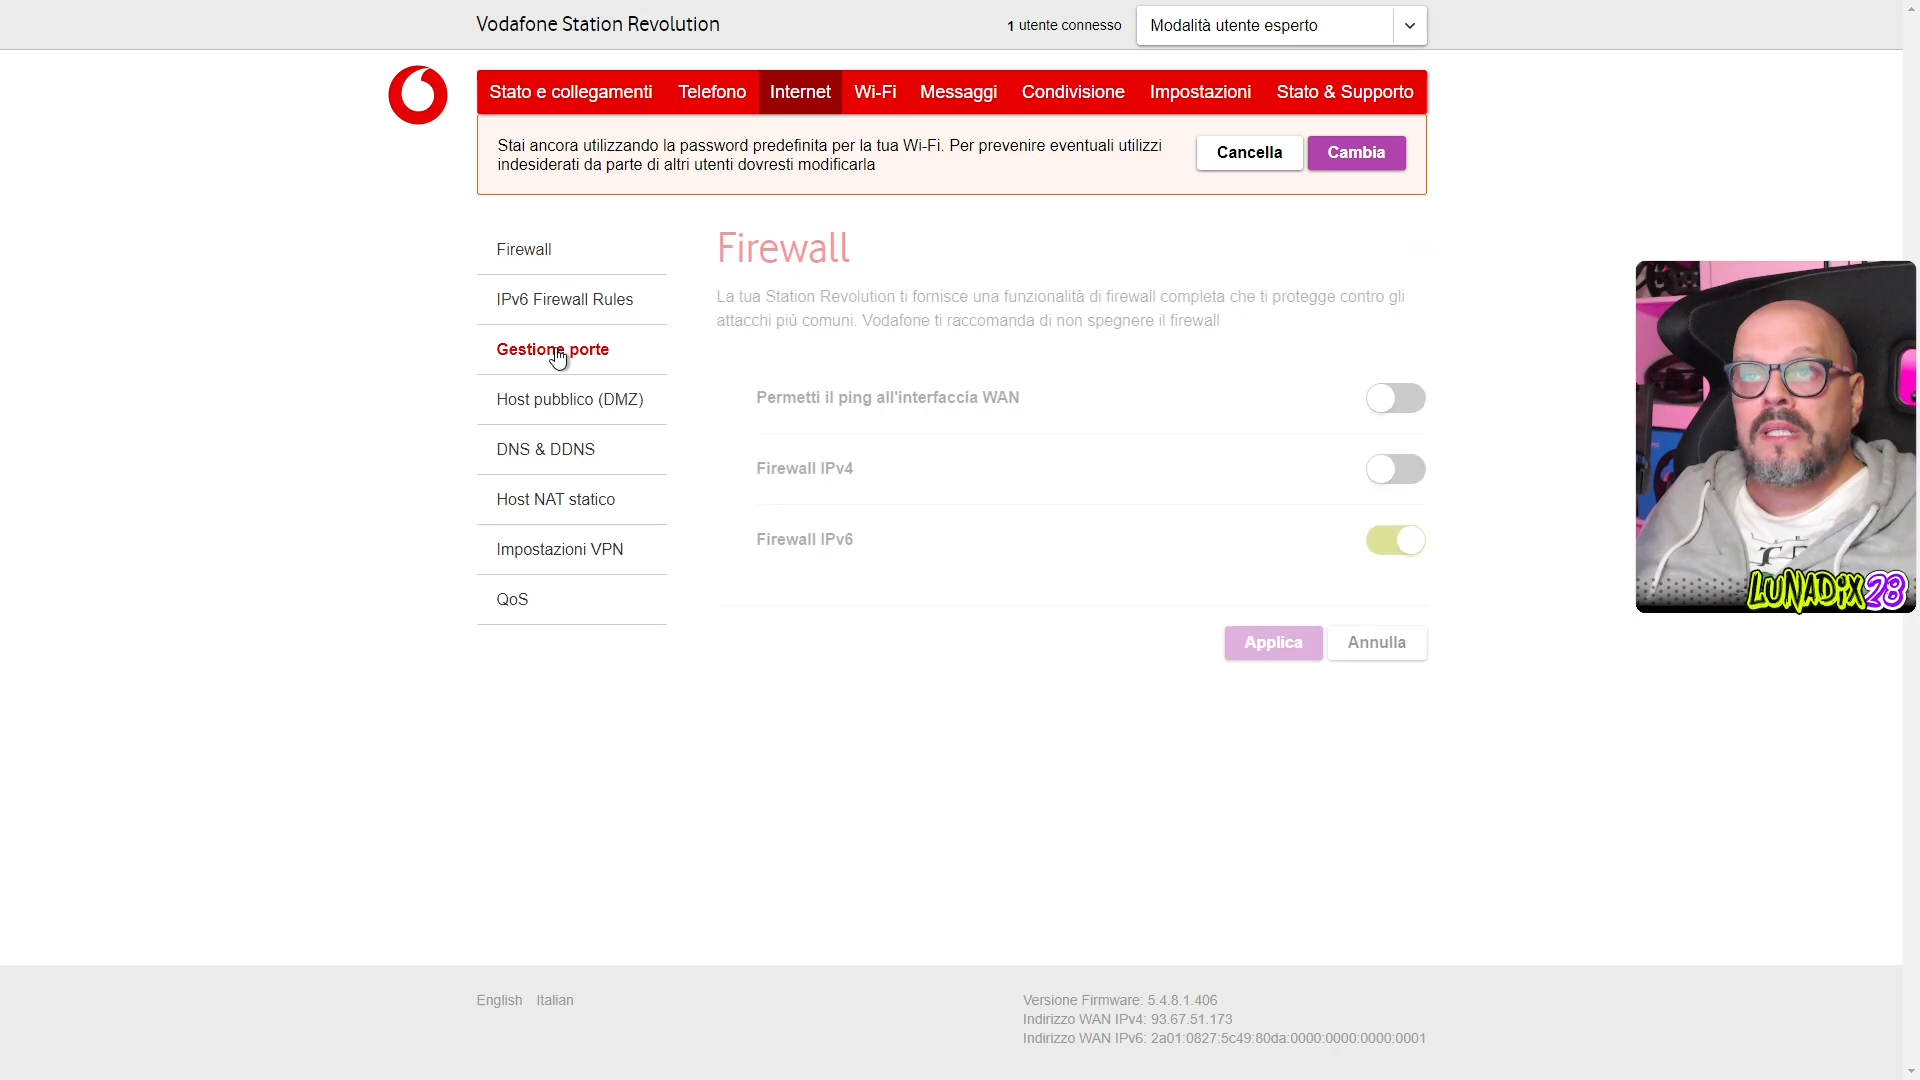 Vodafone Station Revolution
1 utente connesso
Modalità utente esperto
Stato e collegamenti
Telefono
Internet
Wi-Fi
Messaggi
Condivisione
Impostazioni
Stato & Supporto
Stai ancora utilizzando la password predefinita per la tua Wi-Fi. Per prevenire eventuali utilizzi
indesiderati da parte di altri utenti dovresti modificarla
Cancella
Cambia
Firewall
IPv6 Firewall Rules
Gestione porte
Host pubblico (DMZ)
DNS & DDNS
Host NAT statico
Impostazioni VPN
QoS
Firewall
La tua Station Revolution ti fornisce una funzionalità di firewall completa che ti protegge contro gli
attacchi più comuni. Vodafone ti raccomanda di non spegnere il firewall
Permetti il ping all'interfaccia WAN
Firewall IPv4
Firewall IPv6
Applica
Annulla
LUNADIX28
English
Italian
Versione Firmware: 5.4.8.1.406
Indirizzo WAN IPv4: 93.67.51.173
Indirizzo WAN IPv6: 2a01:0827:5c49:80da:0000:0000:0000:0001